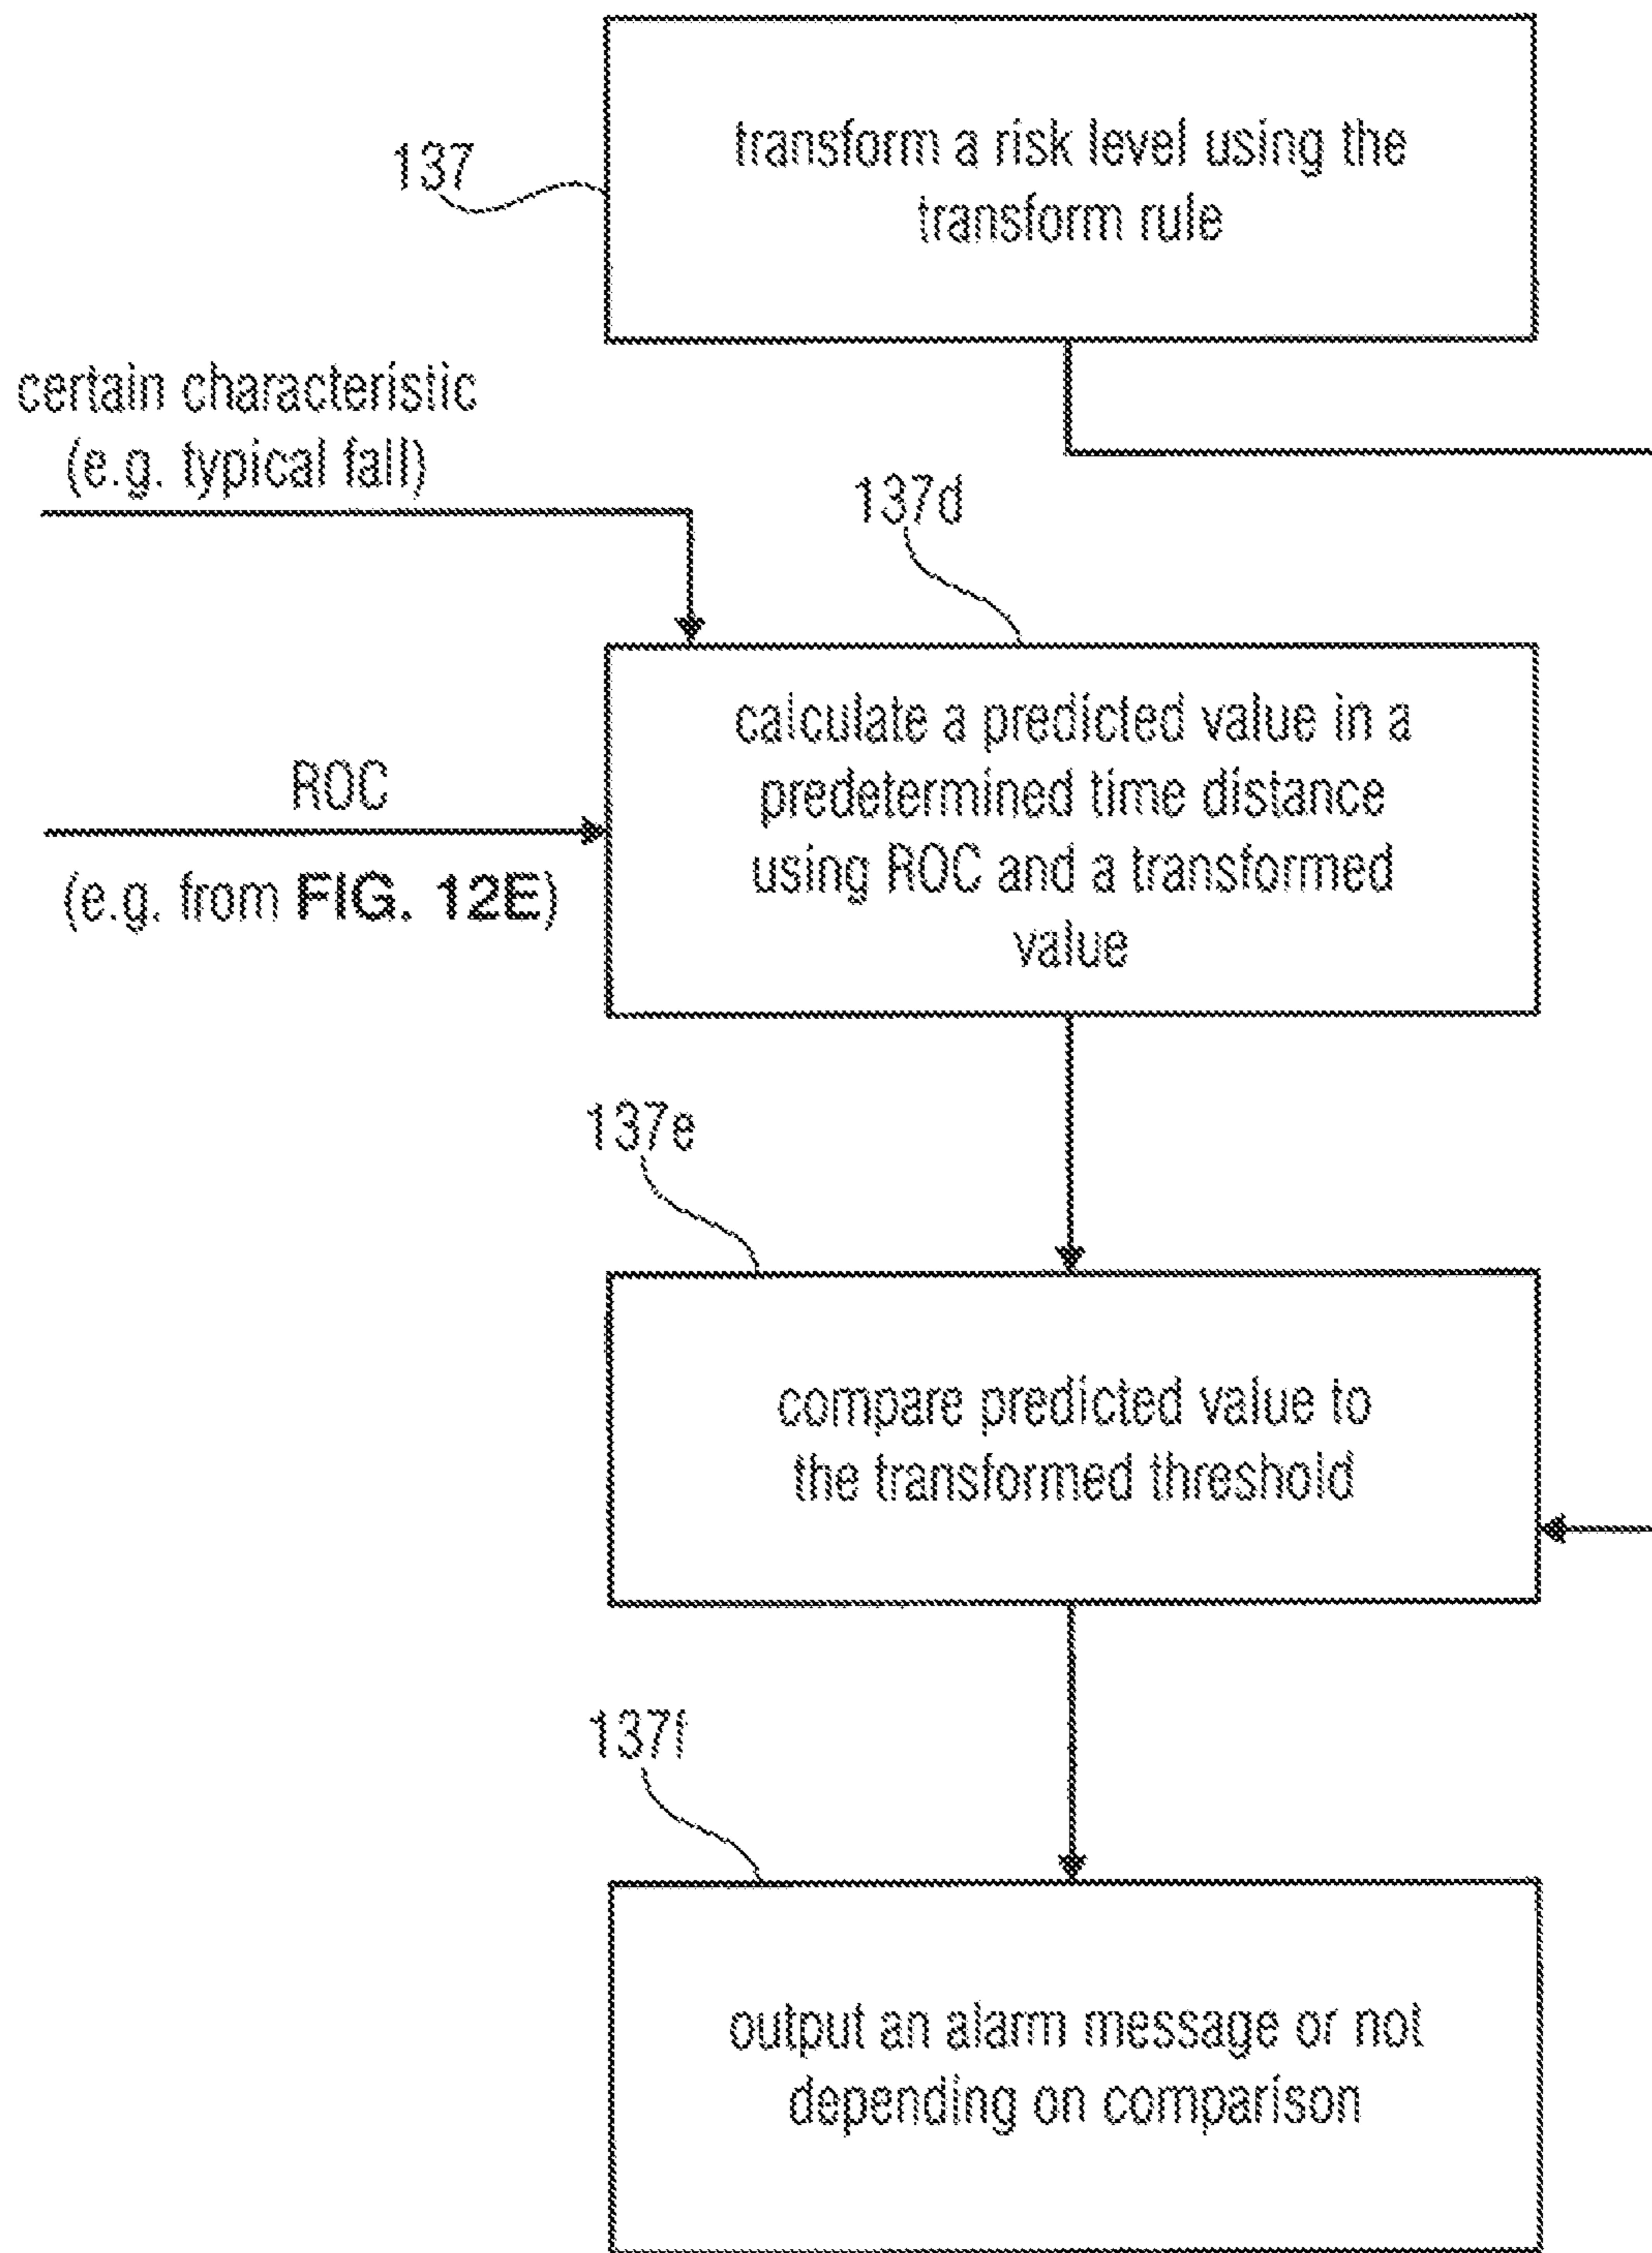 137
transform a risk level using the
transform rule
certain characteristic
(e.g. typical fall)
137d
ROC
(e.g. from FIG. 12E)
calculate a predicted value in a
predetermined time distance
using ROC and a transformed
value
137e
compare predicted value to
the transformed threshold
137f
output an alarm message or not
depending on comparison